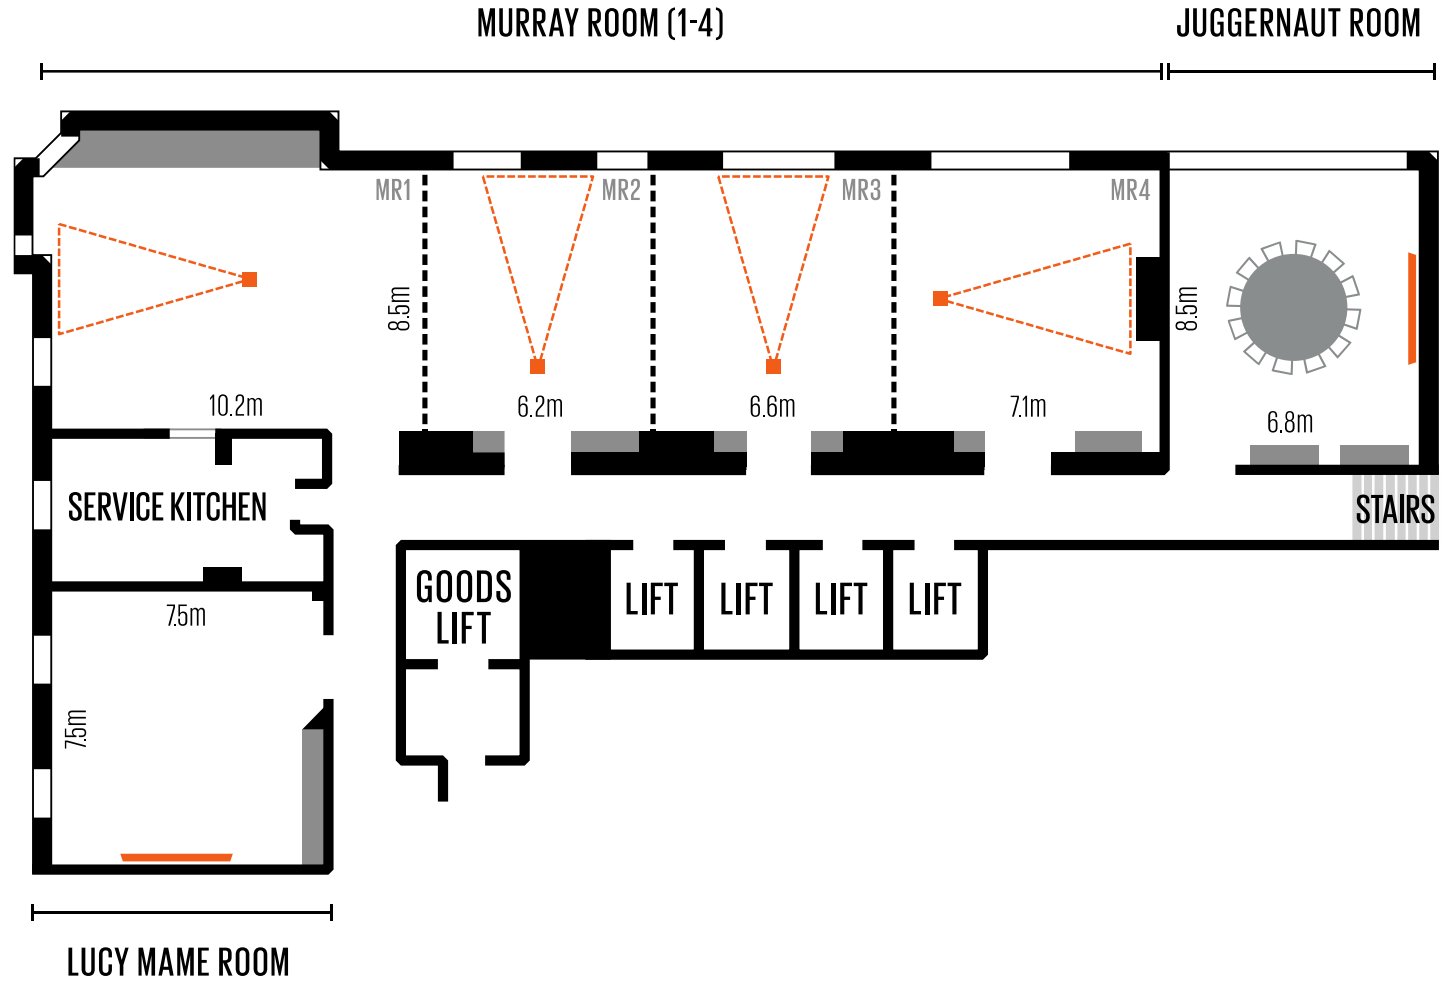 MURRAY ROOM (1-4)
JUGGERNAUT ROOM
MR1
MR2
MR3
MR4
8.5m
8.5m
10.2m
6.2m
6.6m
7.1m
6.8m
SERVICE KITCHEN
STAIRS
GOODS
LIFT
LIFT
LIFT
LIFT
LIFT
7.5m
7.5m
LUCY MAME ROOM